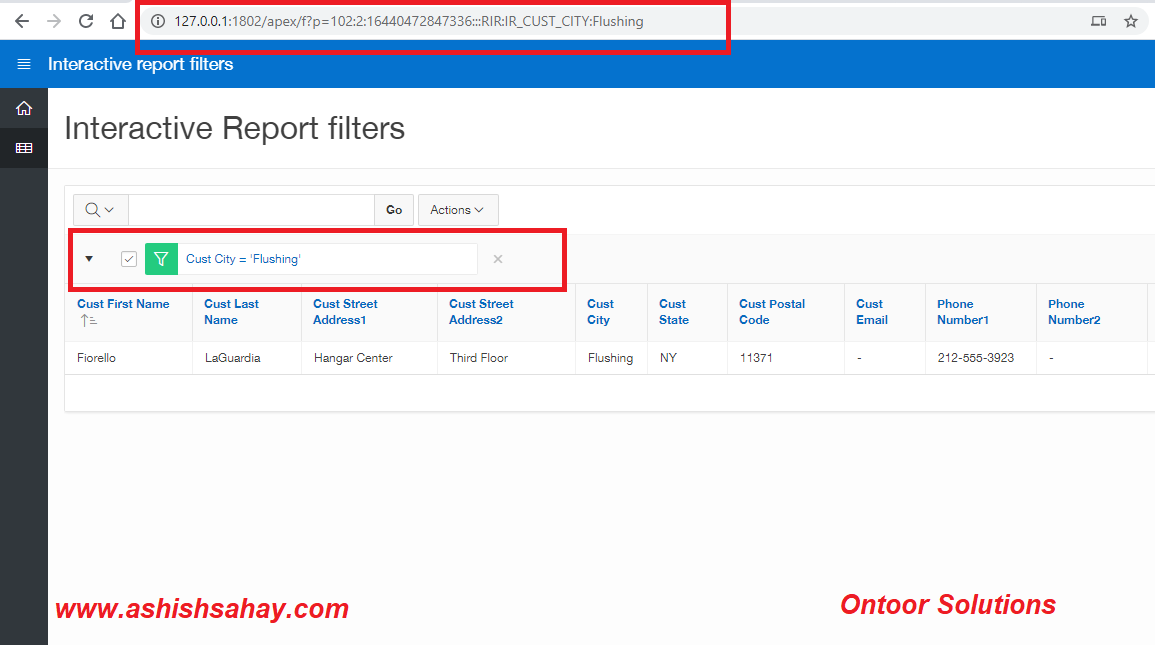 127.0.0.1:1802/apex/f?p=102:2:16440472847336:::RIR:IR_CUST_CITY:Flushing
Interactive report filters
Interactive Report filters
Go Actions
Cust City = 'Flushing'
Cust First Name Cust Last Cust Street Cust Street Cust Cust Cust Postal Cust Phone Phone
Name Address1 Address2 City State Code Email Number1 Number2
Fiorello LaGuardia Hangar Center Third Floor Flushing NY 11371 - 212-555-3923 -
www.ashishsahay.com Ontoor Solutions